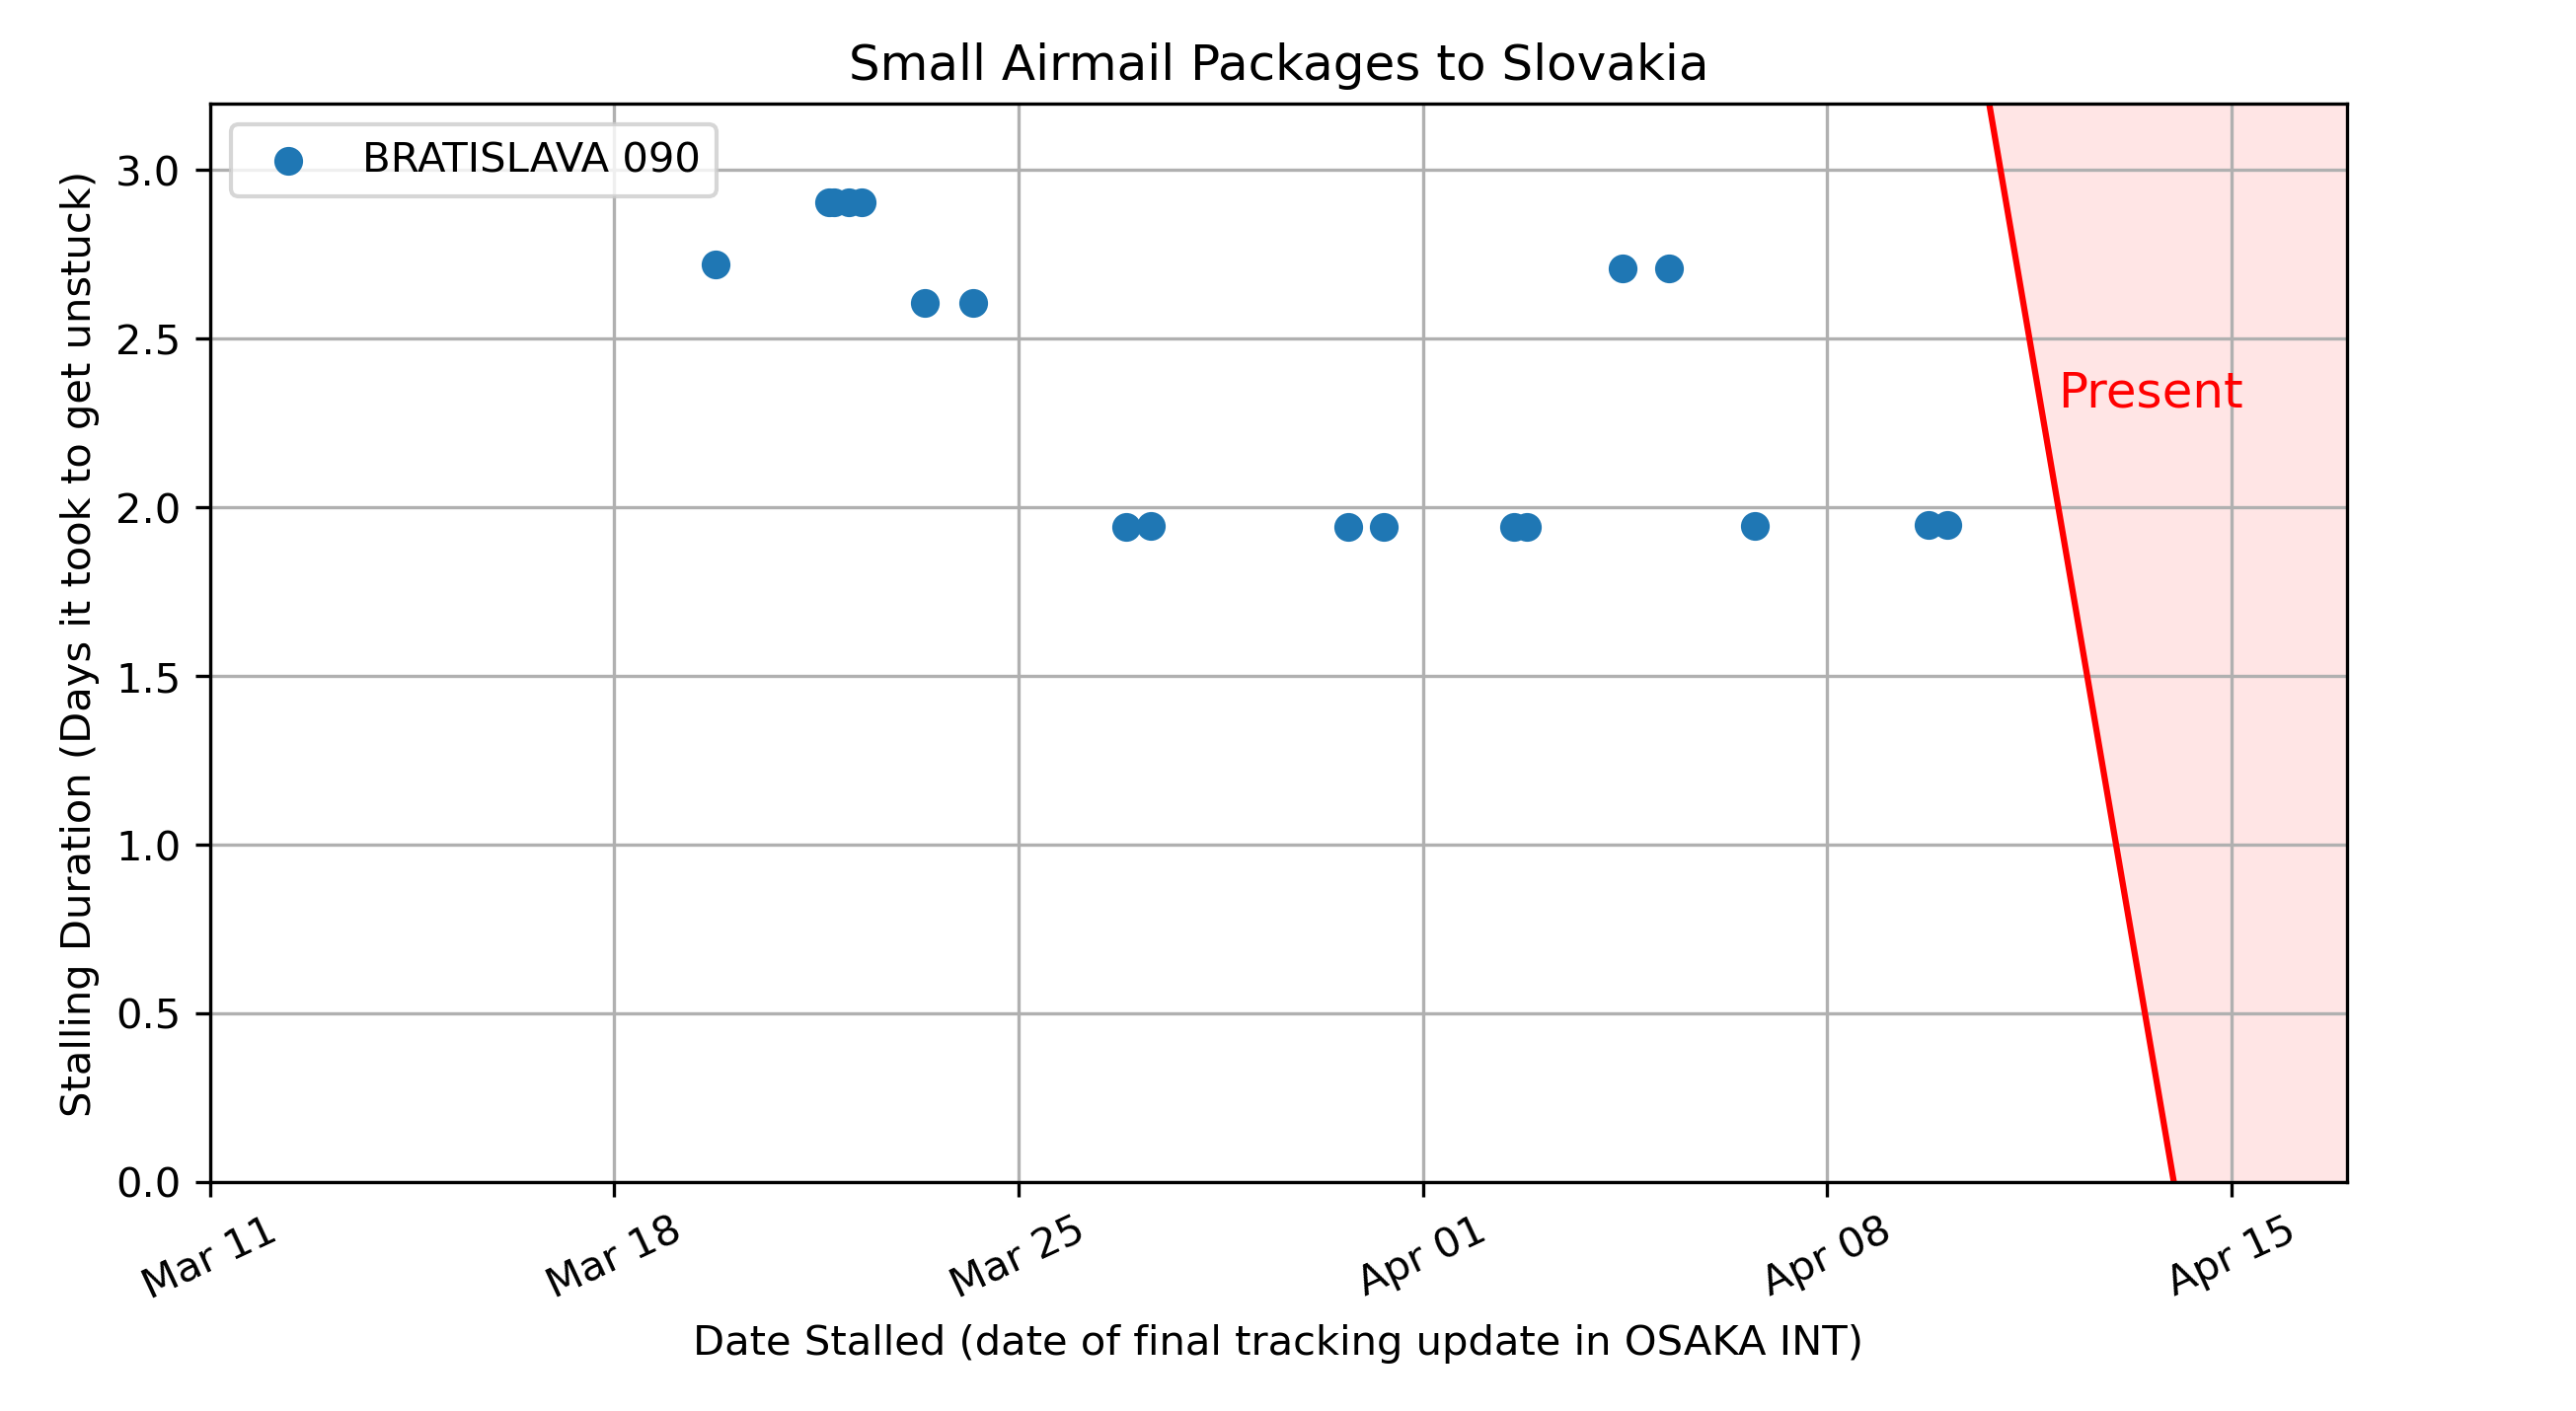 Small Airmail Packages to Slovakia
BRATISLAVA 090
Stalling Duration (Days it took to get unstuck)
3.0
2.5
2.0
1.5
1.0
0.5
0.0
Present
Mar 11
Mar 18
Mar 25
Apr 01
Apr 08
Apr 15
Date Stalled (date of final tracking update in OSAKA INT)